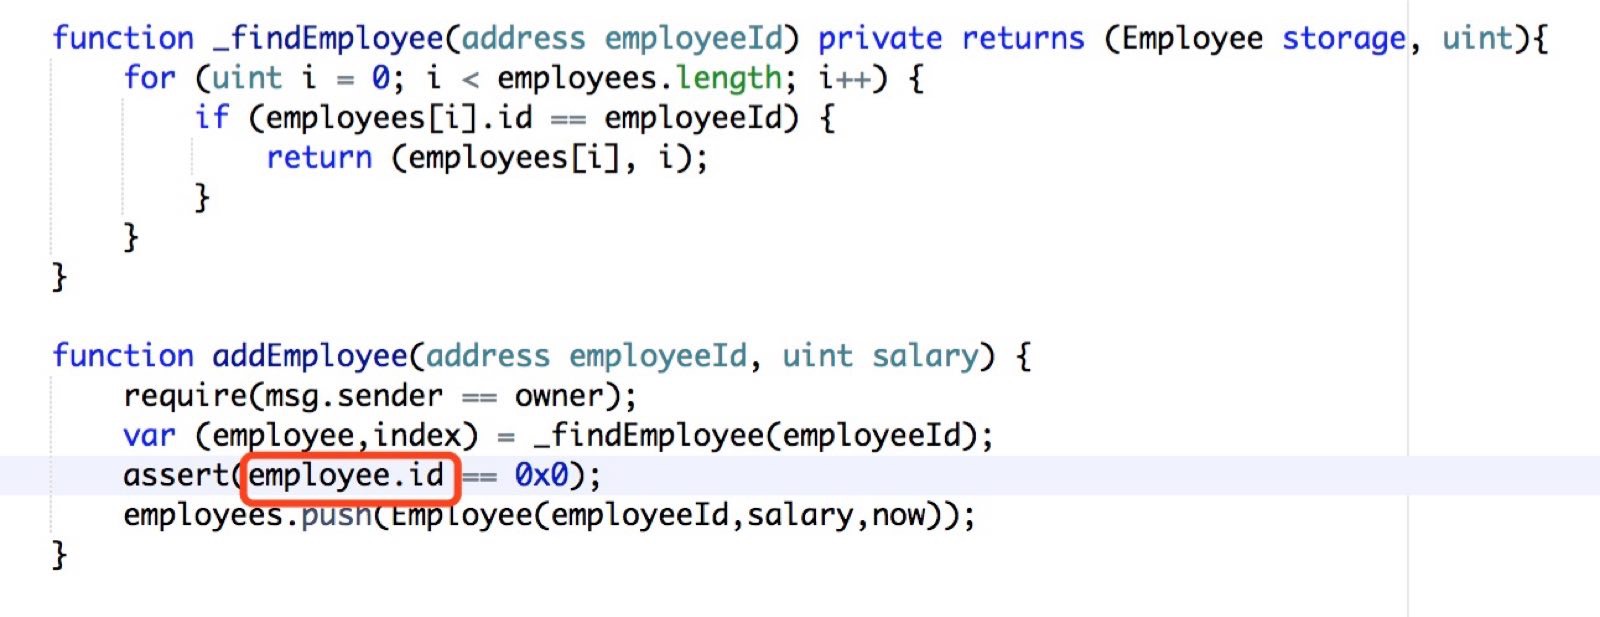 function _findEmployee(address employeeId) private returns (Employee storage, uint){
for (uint i = 0; i < employees.length; i++) {
if (employees[i].id == employeeId) {
return (employees[i], i);
}
}
}
function addEmployee(address employeeId, uint salary) {
require(msg.sender == owner);
var (employee,index) = _findEmployee(employeeId);
assert(employee.id == 0x0);
employees.push(Employee(employeeId,salary,now));
}